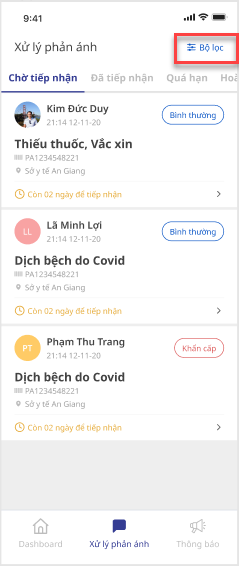 9:41
Xử lý phản ánh
Bộ lọc
Chờ tiếp nhận Đã tiếp nhận Quá hạn Hoà
Kim Đức Duy
21:14 12-11-20
Bình thường
Thiếu thuốc, Vắc xin
PA1234548221
Sở y tế An Giang
Còn 02 ngày để tiếp nhận
LL
Lã Minh Lợi
21:14 12-11-20
Bình thường
Dịch bệch do Covid
PA1234548221
Sở y tế An Giang
Còn 02 ngày để tiếp nhận
PT
Phạm Thu Trang
21:14 12-11-20
Khẩn cấp
Dịch bệch do Covid
PA1234548221
Sở y tế An Giang
Còn 02 ngày để tiếp nhận
Dashboard Xử lý phản ánh Thông báo